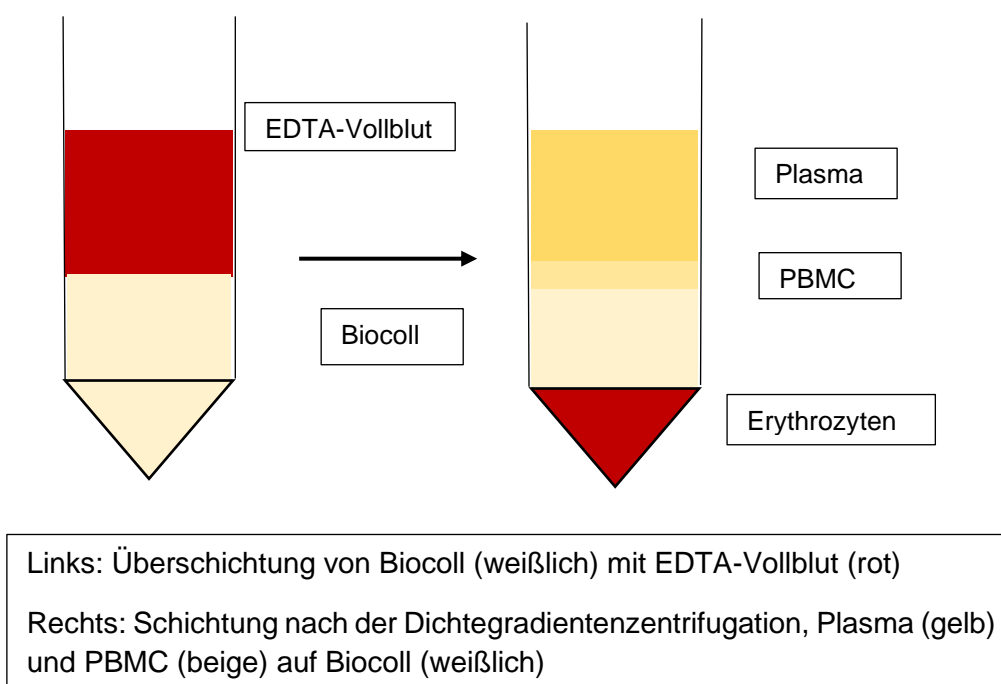 EDTA-Vollblut
Plasma
PBMC
Biocoll
Erythrozyten
Links: Überschichtung von Biocoll (weißlich) mit EDTA-Vollblut (rot)
Rechts: Schichtung nach der Dichtegradientenzentrifugation, Plasma (gelb)
und PBMC (beige) auf Biocoll (weißlich)